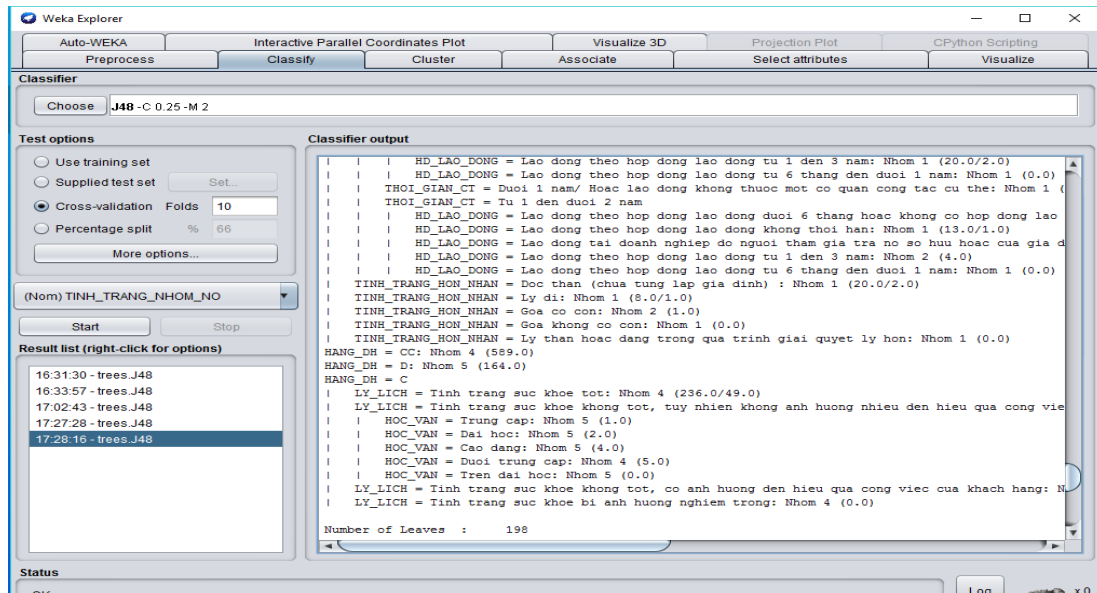 Weka Explorer
Auto-WEKA Interactive Parallel Coordinates Plot Visualize 3D Projection Plot CPython Scripting
Preprocess Classify Cluster Associate Select attributes Visualize
Classifier
Choose J48 -C 0.25 -M 2
Test options
Use training set
Supplied test set Set...
Cross-validation Folds 10
Percentage split % 66
More options...
(Nom) TINH_TRANG_NHOM_NO
Start Stop
Result list (right-click for options)
16:31:30 - trees.J48
16:33:57 - trees.J48
17:02:43 - trees.J48
17:27:28 - trees.J48
17:28:16 - trees.J48
Classifier output
| | | HD_LAO_DONG = Lao dong theo hop dong lao dong tu 1 den 3 nam: Nhom 1 (20.0/2.0)
| | | HD_LAO_DONG = Lao dong theo hop dong lao dong tu 6 thang den duoi 1 nam: Nhom 1 (0.0)
| | THOI_GIAN_CT = Duoi 1 nam/ Hoac lao dong khong thuoc mot co quan cong tac cu the: Nhom 1 (
| | THOI_GIAN_CT = Tu 1 den duoi 2 nam
| | | HD_LAO_DONG = Lao dong theo hop dong lao dong duoi 6 thang hoac khong co hop dong lao
| | | HD_LAO_DONG = Lao dong theo hop dong lao dong khong thoi han: Nhom 1 (13.0/1.0)
| | | HD_LAO_DONG = Lao dong tai doanh nghiep do nguoi tham gia tra no so huu hoac cua gia d
| | | HD_LAO_DONG = Lao dong theo hop dong lao dong tu 1 den 3 nam: Nhom 2 (4.0)
| | | HD_LAO_DONG = Lao dong theo hop dong lao dong tu 6 thang den duoi 1 nam: Nhom 1 (0.0)
| TINH_TRANG_HON_NHAN = Doc than (chua tung lap gia dinh) : Nhom 1 (20.0/2.0)
| TINH_TRANG_HON_NHAN = Ly di: Nhom 1 (8.0/1.0)
| TINH_TRANG_HON_NHAN = Goa co con: Nhom 2 (1.0)
| TINH_TRANG_HON_NHAN = Goa khong co con: Nhom 1 (0.0)
| TINH_TRANG_HON_NHAN = Ly than hoac dang trong qua trinh giai quyet ly hon: Nhom 1 (0.0)
HANG_DH = CC: Nhom 4 (589.0)
HANG_DH = D: Nhom 5 (164.0)
HANG_DH = C
| LY_LICH = Tinh trang suc khoe tot: Nhom 4 (236.0/49.0)
| LY_LICH = Tinh trang suc khoe khong tot, tuy nhien khong anh huong nhieu den hieu qua cong vie
| | HOC_VAN = Trung cap: Nhom 5 (1.0)
| | HOC_VAN = Dai hoc: Nhom 5 (2.0)
| | HOC_VAN = Cao dang: Nhom 5 (4.0)
| | HOC_VAN = Duoi trung cap: Nhom 4 (5.0)
| | HOC_VAN = Tren dai hoc: Nhom 5 (0.0)
| LY_LICH = Tinh trang suc khoe khong tot, co anh huong den hieu qua cong viec cua khach hang: N
| LY_LICH = Tinh trang suc khoe bi anh huong nghiem trong: Nhom 4 (0.0)
Number of Leaves : 198
Status
OK
Log x 0